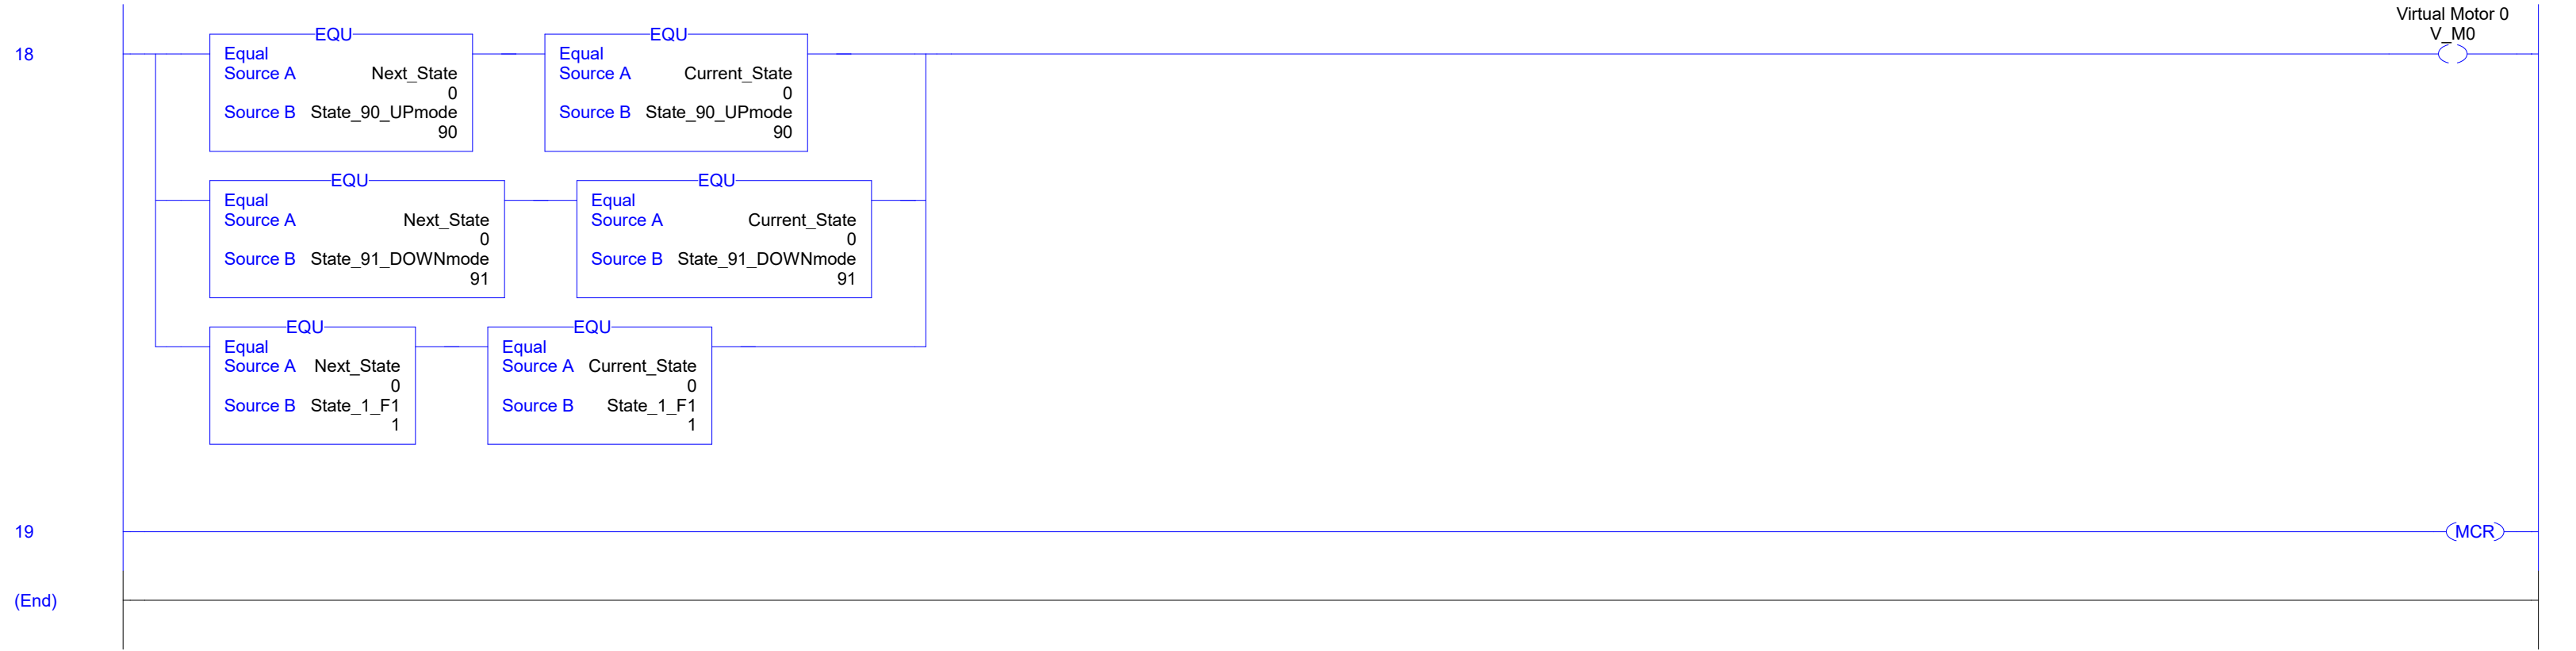 Virtual Motor 0
V_M0
18
EQU
Equal
Source A Next_State
0
Source B State_90_UPmode
90
EQU
Equal
Source A Current_State
0
Source B State_90_UPmode
90
EQU
Equal
Source A Next_State
0
Source B State_91_DOWNmode
91
EQU
Equal
Source A Current_State
0
Source B State_91_DOWNmode
91
EQU
Equal
Source A Next_State
0
Source B State_1_F1
1
EQU
Equal
Source A Current_State
0
Source B State_1_F1
1
19
MCR
(End)